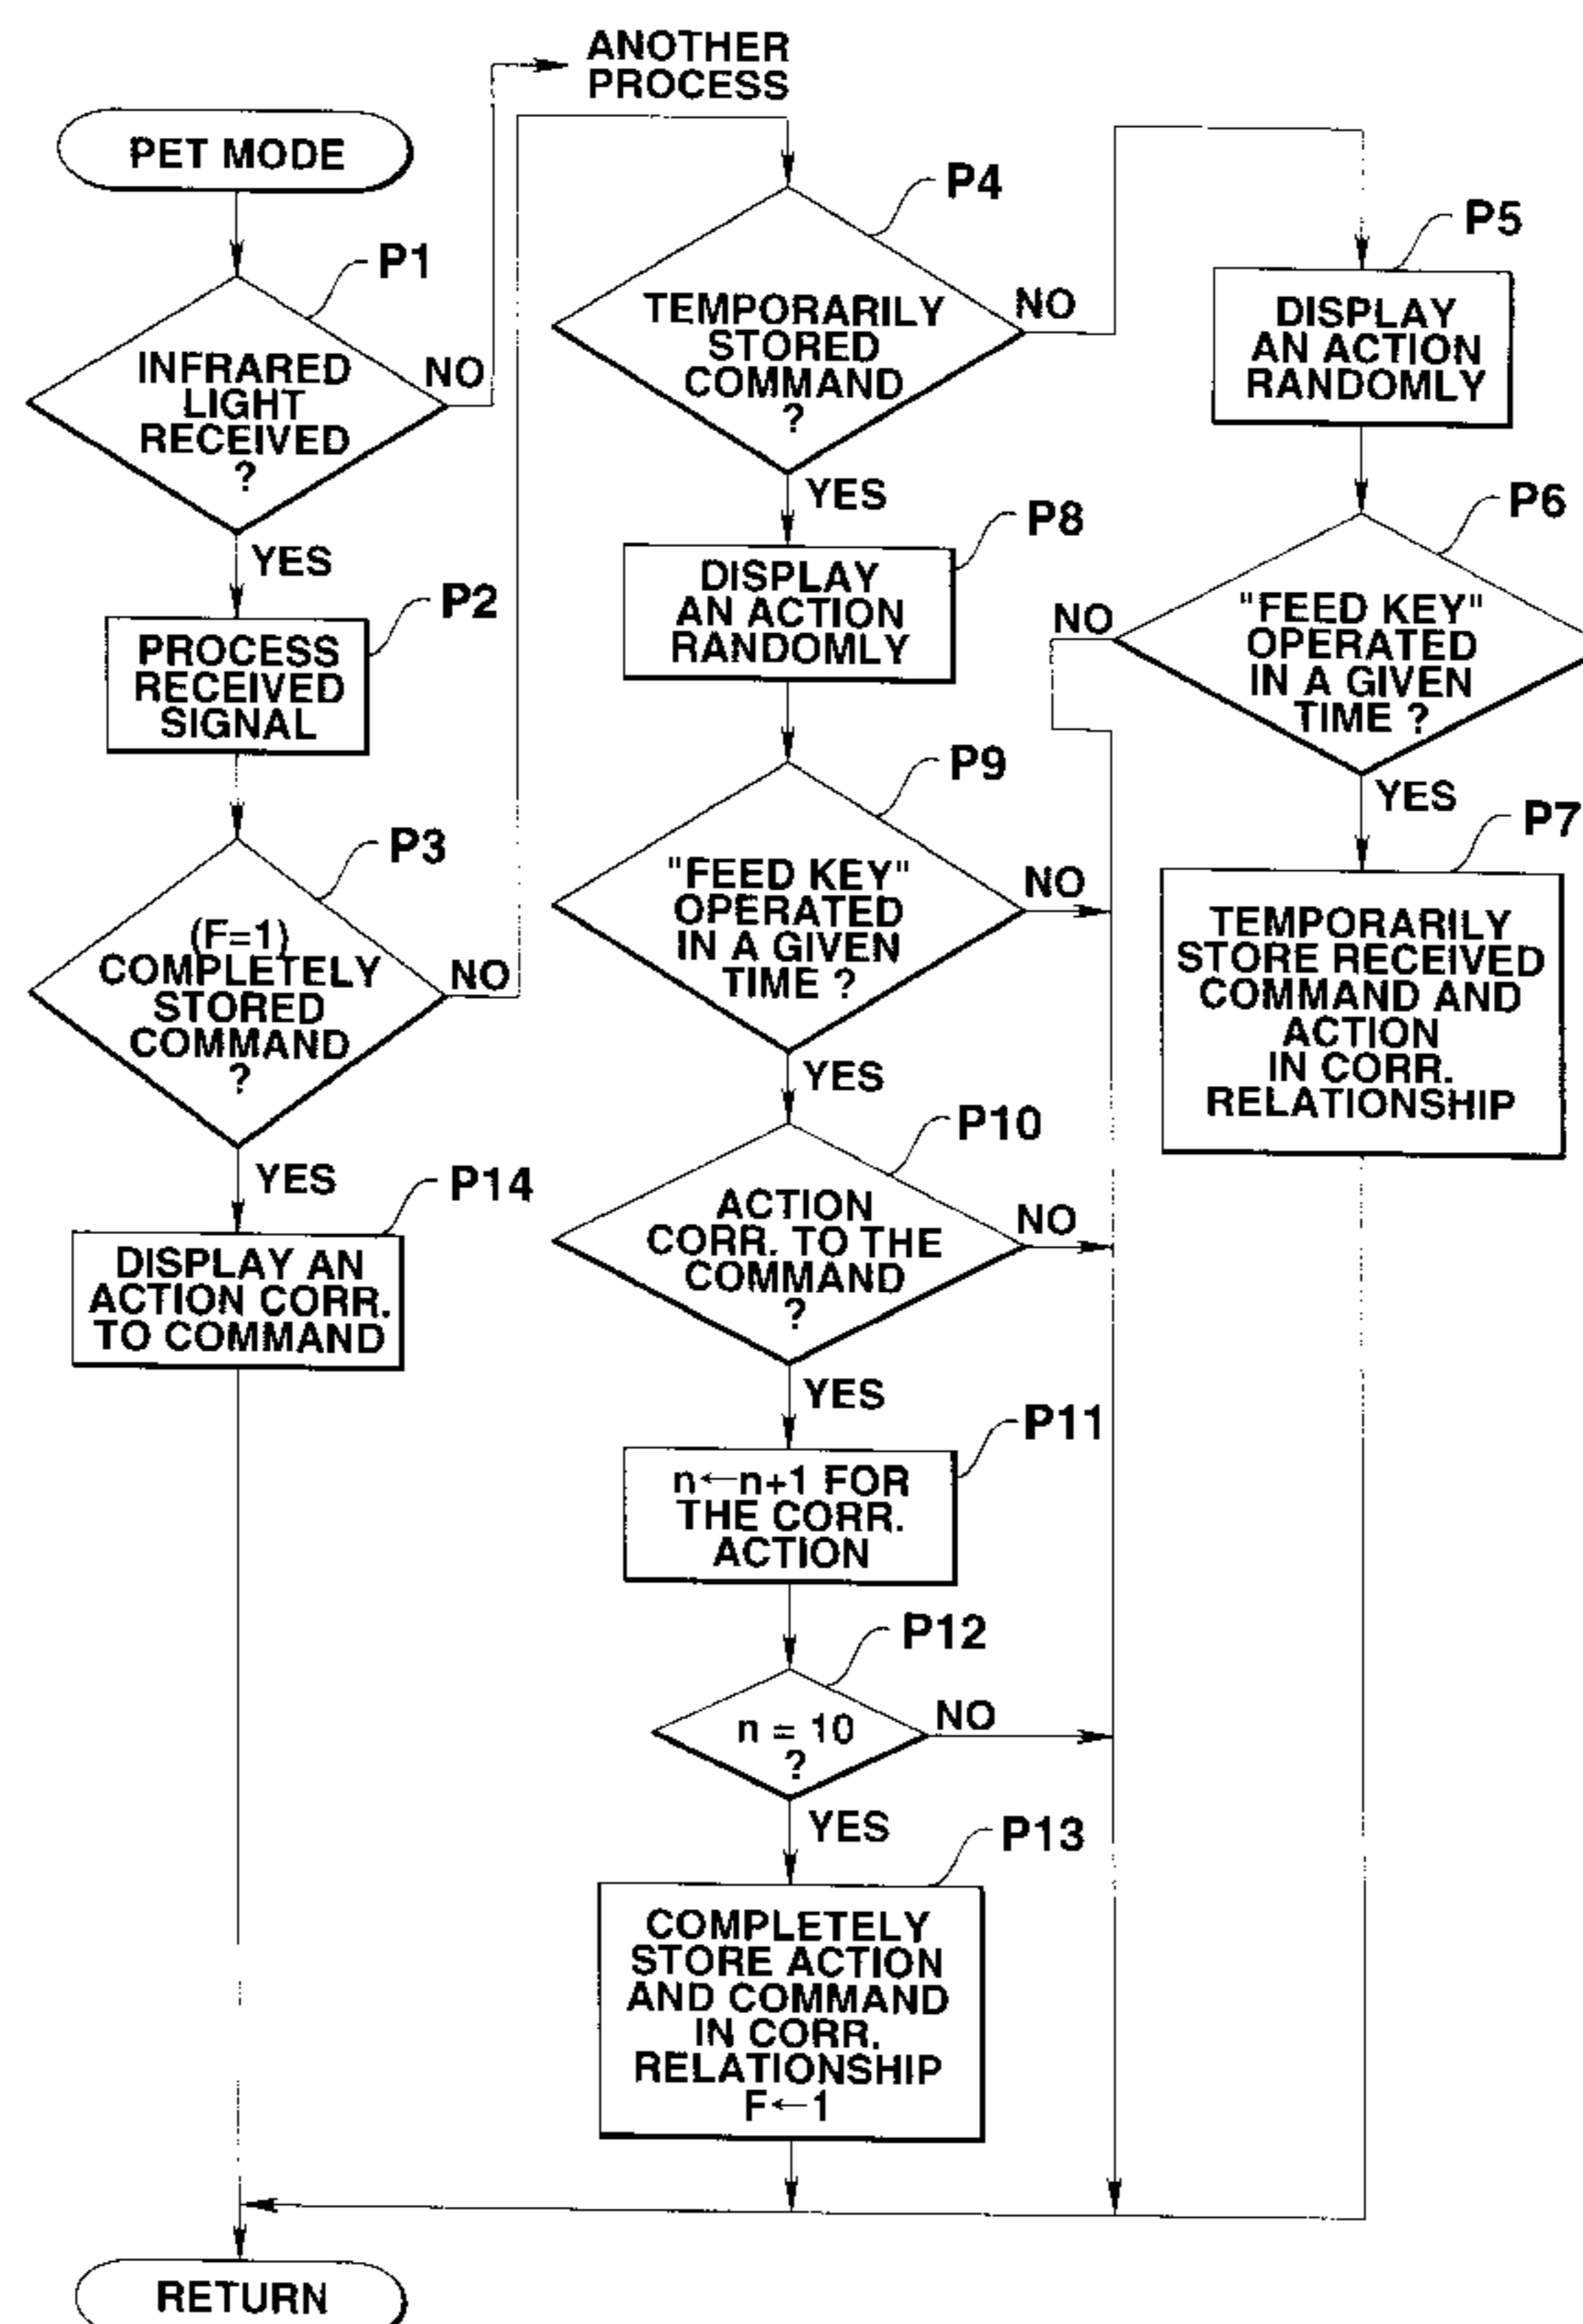 ANOTHER
PROCESS
PET MODE
P1
INFRARED
LIGHT
RECEIVED
?
NO
YES
P2
PROCESS
RECEIVED
SIGNAL
P3
(F=1)
COMPLETELY
STORED
COMMAND
?
NO
YES
P14
DISPLAY AN
ACTION CORR.
TO COMMAND
P4
TEMPORARILY
STORED
COMMAND
?
NO
YES
P8
DISPLAY
AN ACTION
RANDOMLY
P9
"FEED KEY"
OPERATED
IN A GIVEN
TIME ?
NO
YES
P10
ACTION
CORR. TO THE
COMMAND
?
NO
YES
P11
n←n+1 FOR
THE CORR.
ACTION
P12
n = 10
?
NO
YES
P13
COMPLETELY
STORE ACTION
AND COMMAND
IN CORR.
RELATIONSHIP
F←1
P5
DISPLAY
AN ACTION
RANDOMLY
P6
"FEED KEY"
OPERATED
IN A GIVEN
TIME ?
NO
YES
P7
TEMPORARILY
STORE RECEIVED
COMMAND AND
ACTION
IN CORR.
RELATIONSHIP
RETURN